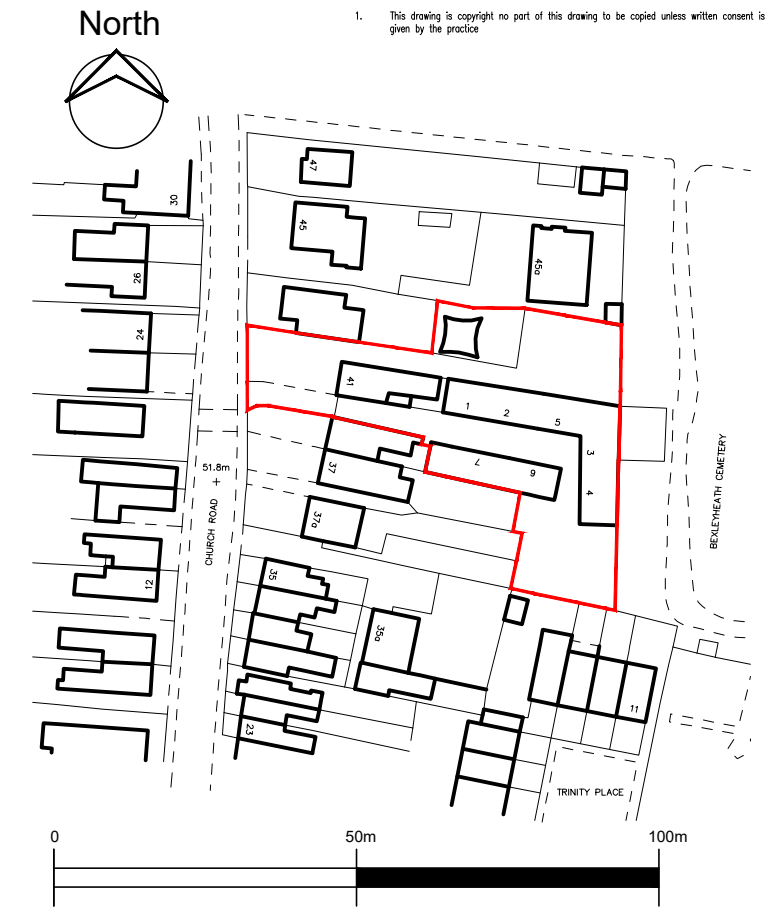 North
1. This drawing is copyright no part of this drawing to be copied unless written consent is
given by the practice
47
30
45
45a
26
24
41
1 2 5
3
51.8m
37
7 6
4
CHURCH ROAD
BEXLEYHEATH CEMETERY
37a
12
35
35a
11
23
TRINITY PLACE
0 50m 100m